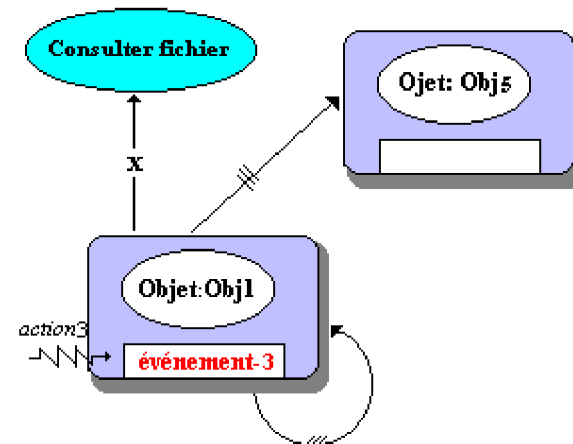 Consulter fichier
Ojet: Obj5
x
Objet:Obj1
action3
événement-3